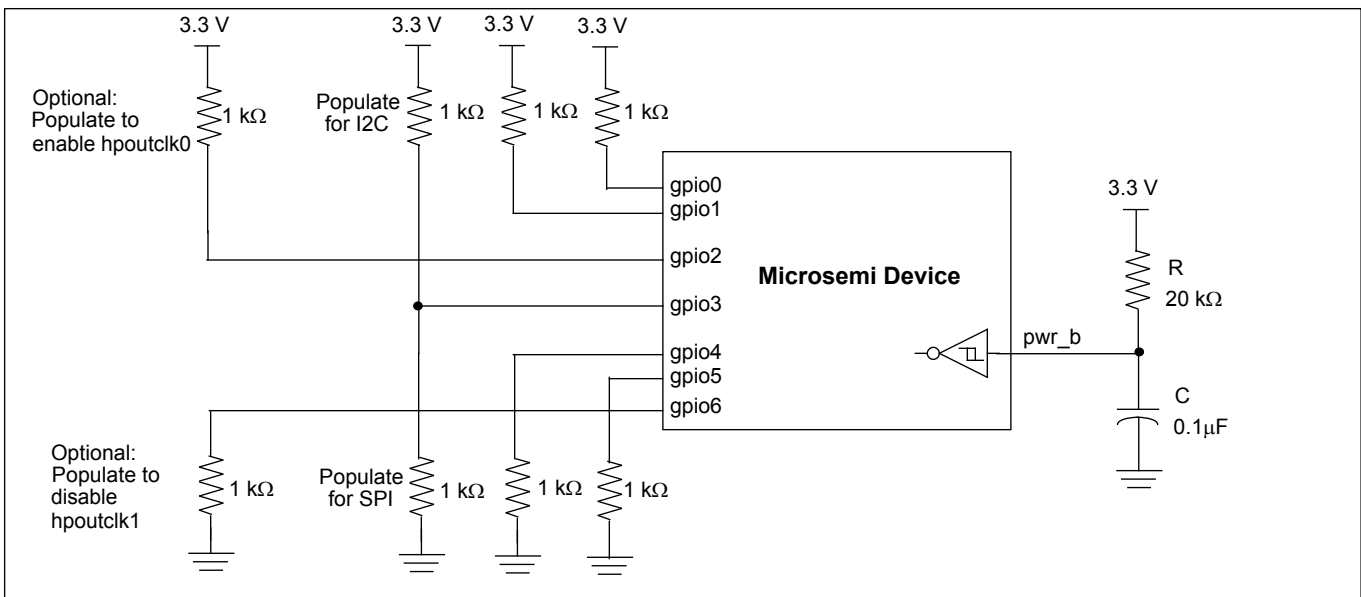 3.3 V
3.3 V
3.3 V
3.3 V
Optional:
Populate to
enable hpoutclk0
1 kΩ
Populate
for I2C
1 kΩ
1 kΩ
1 kΩ
gpio0
gpio1
gpio2
gpio3
gpio4
gpio5
gpio6
Microsemi Device
pwr_b
3.3 V
R
20 kΩ
C
0.1μF
Optional:
Populate to
disable
hpoutclk1
1 kΩ
Populate
for SPI
1 kΩ
1 kΩ
1 kΩ